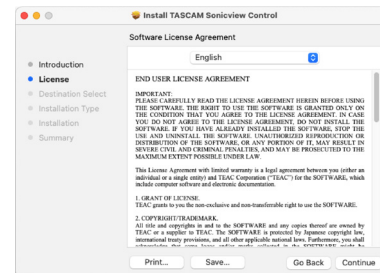 Install TASCAM Sonicview Control
Software License Agreement
English
Introduction
License
Destination Select
Installation Type
Installation
Summary
END USER LICENSE AGREEMENT
IMPORTANT:
PLEASE CAREFULLY READ THE LICENSE AGREEMENT HEREIN BEFORE USING
THE SOFTWARE. THE RIGHT TO USE THE SOFTWARE IS GRANTED ONLY ON
THE CONDITION THAT YOU AGREE TO THE LICENSE AGREEMENT. IN CASE
YOU DO NOT AGREE TO THE LICENSE AGREEMENT, DO NOT INSTALL THE
SOFTWARE. IF YOU HAVE ALREADY INSTALLED THE SOFTWARE, STOP THE
USE AND UNINSTALL THE SOFTWARE. UNAUTHORIZED REPRODUCTION OR
DISTRIBUTION OF THE SOFTWARE, OR ANY PORTION OF IT, MAY RESULT IN
SEVERE CIVIL AND CRIMINAL PENALTIES, AND MAY BE PROSECUTED TO THE
MAXIMUM EXTENT POSSIBLE UNDER LAW.
This License Agreement with limited warranty is a legal agreement between you (either an
individual or a single entity) and TEAC Corporation ("TEAC") for the SOFTWARE, which
include computer software and electronic documentation.
1. GRANT OF LICENSE.
TEAC grants to you the non-exclusive and non-transferable right to use the SOFTWARE.
2. COPYRIGHT/TRADEMARK.
All title and copyrights in and to the SOFTWARE and any copies thereof are owned by
TEAC or a supplier to TEAC. The SOFTWARE is protected by Japanese copyright law,
international treaty provisions, and all other applicable national laws. Furthermore, you shall
Print...
Save...
Go Back
Continue